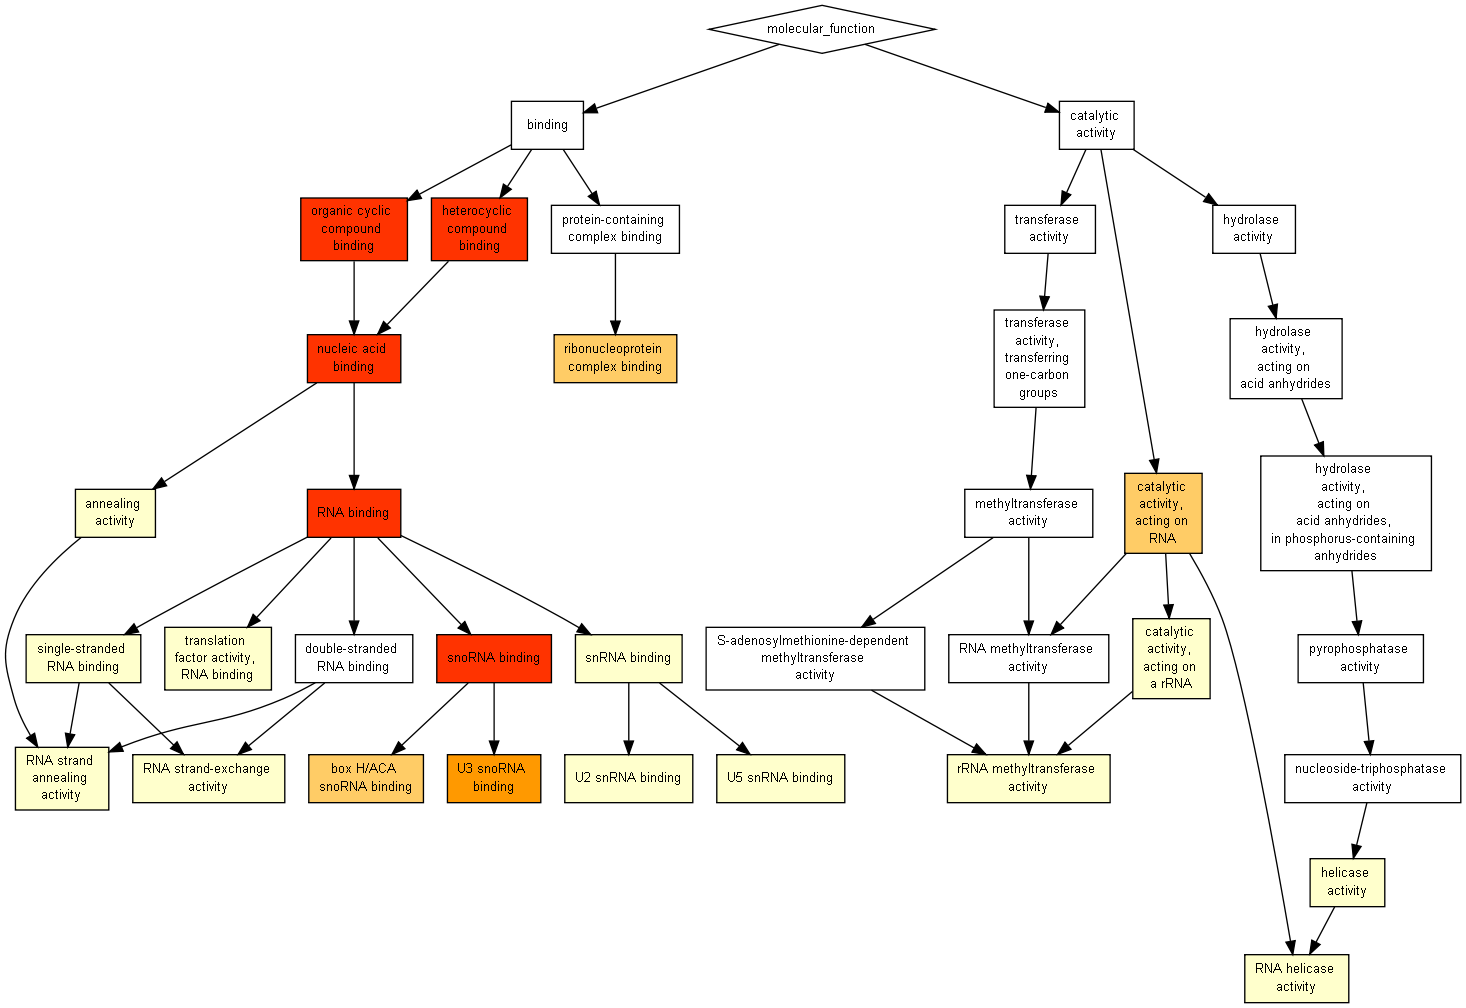 molecular_function
binding
catalytic
activity
organic cyclic
compound
binding
heterocyclic
compound
binding
protein-containing
complex binding
transferase
activity
hydrolase
activity
nucleic acid
binding
ribonucleoprotein
complex binding
transferase
activity,
transferring
one-carbon
groups
hydrolase
activity,
acting on
acid anhydrides
annealing
activity
RNA binding
methyltransferase
activity
catalytic
activity,
acting on
RNA
hydrolase
activity,
acting on
acid anhydrides,
in phosphorus-containing
anhydrides
single-stranded
RNA binding
translation
factor activity,
RNA binding
double-stranded
RNA binding
snoRNA binding
snRNA binding
S-adenosylmethionine-dependent
methyltransferase
activity
RNA methyltransferase
activity
catalytic
activity,
acting on
a rRNA
pyrophosphatase
activity
RNA strand
annealing
activity
RNA strand-exchange
activity
box H/ACA
snoRNA binding
U3 snoRNA
binding
U2 snRNA binding
U5 snRNA binding
rRNA methyltransferase
activity
nucleoside-triphosphatase
activity
helicase
activity
RNA helicase
activity